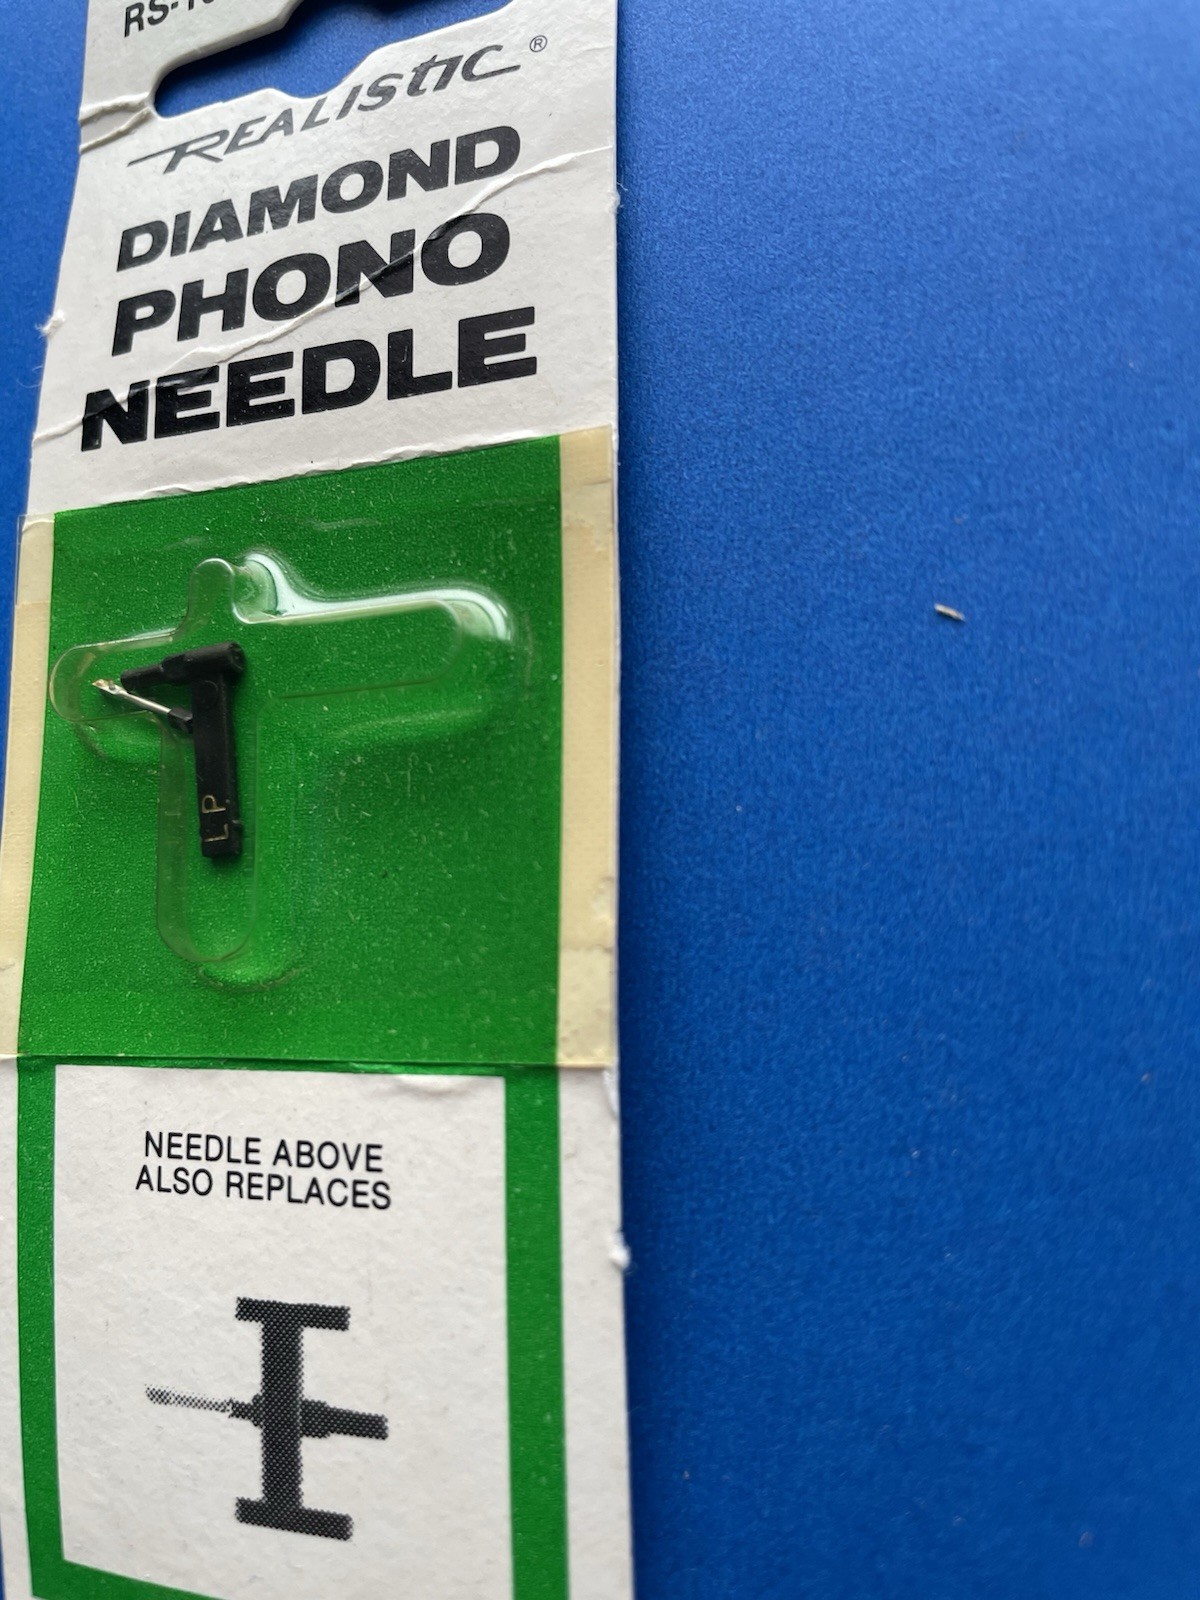 REALISTIC®
DIAMOND
PHONO
NEEDLE
LP
NEEDLE ABOVE
ALSO REPLACES